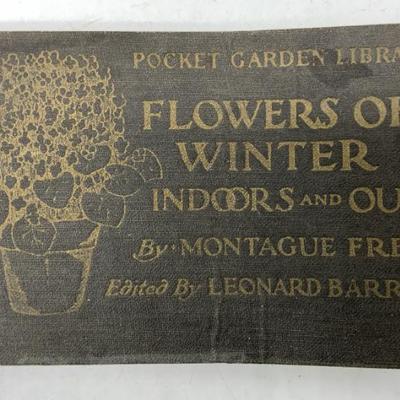 POCKET GARDEN LIBRA
FLOWERS OF
WINTER
INDOORS AND OU
By · MONTAGUE FRE
Edited By LEONARD BARR